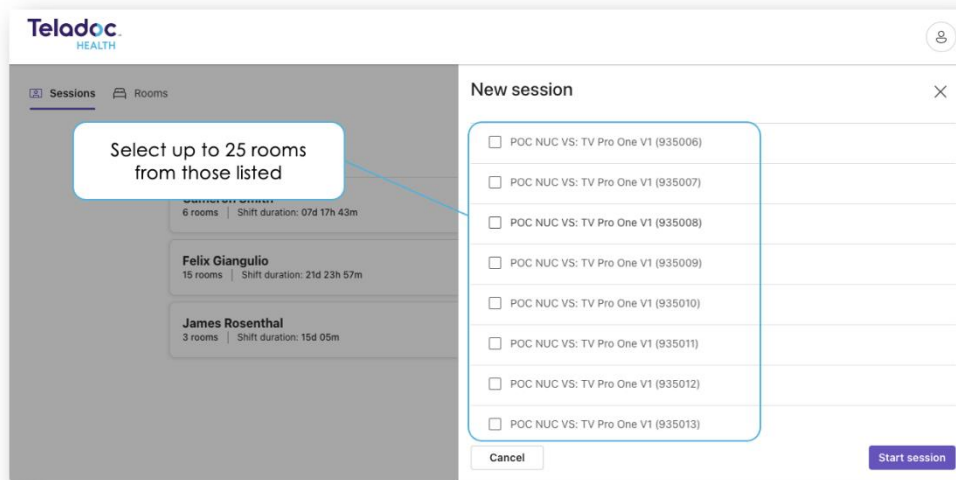 Teladoc
HEALTH
Sessions Rooms
New session
Select up to 25 rooms
from those listed
Cameron Smith
6 rooms | Shift duration: 07d 17h 43m
Felix Giangulio
15 rooms | Shift duration: 21d 23h 57m
James Rosenthal
3 rooms | Shift duration: 15d 05m
POC NUC VS: TV Pro One V1 (935006)
POC NUC VS: TV Pro One V1 (935007)
POC NUC VS: TV Pro One V1 (935008)
POC NUC VS: TV Pro One V1 (935009)
POC NUC VS: TV Pro One V1 (935010)
POC NUC VS: TV Pro One V1 (935011)
POC NUC VS: TV Pro One V1 (935012)
POC NUC VS: TV Pro One V1 (935013)
Cancel
Start session